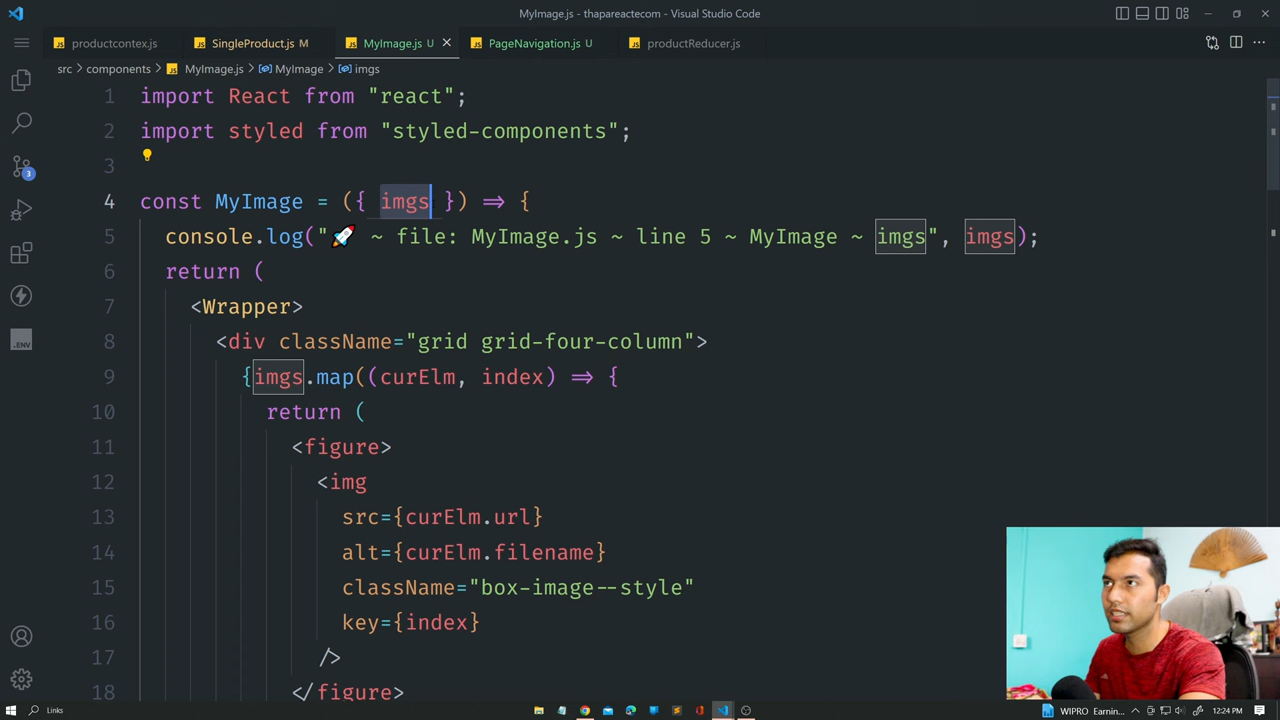 MyImage.js - thapareactecom - Visual Studio Code
productcontex.js
SingleProduct.js M
MyImage.js U
PageNavigation.js U
productReducer.js
src > components > MyImage.js > MyImage > imgs
1 import React from "react";
2 import styled from "styled-components";
3
4 const MyImage = ({ imgs }) => {
5 console.log("🚀 ~ file: MyImage.js ~ line 5 ~ MyImage ~ imgs", imgs);
6 return (
7 <Wrapper>
8 <div className="grid grid-four-column">
9 {imgs.map((curElm, index) => {
10 return (
11 <figure>
12 <img
13 src={curElm.url}
14 alt={curElm.filename}
15 className="box-image--style"
16 key={index}
17 />
18 </figure>
3
.ENV
Links
WIPRO Earnin...
12:24 PM